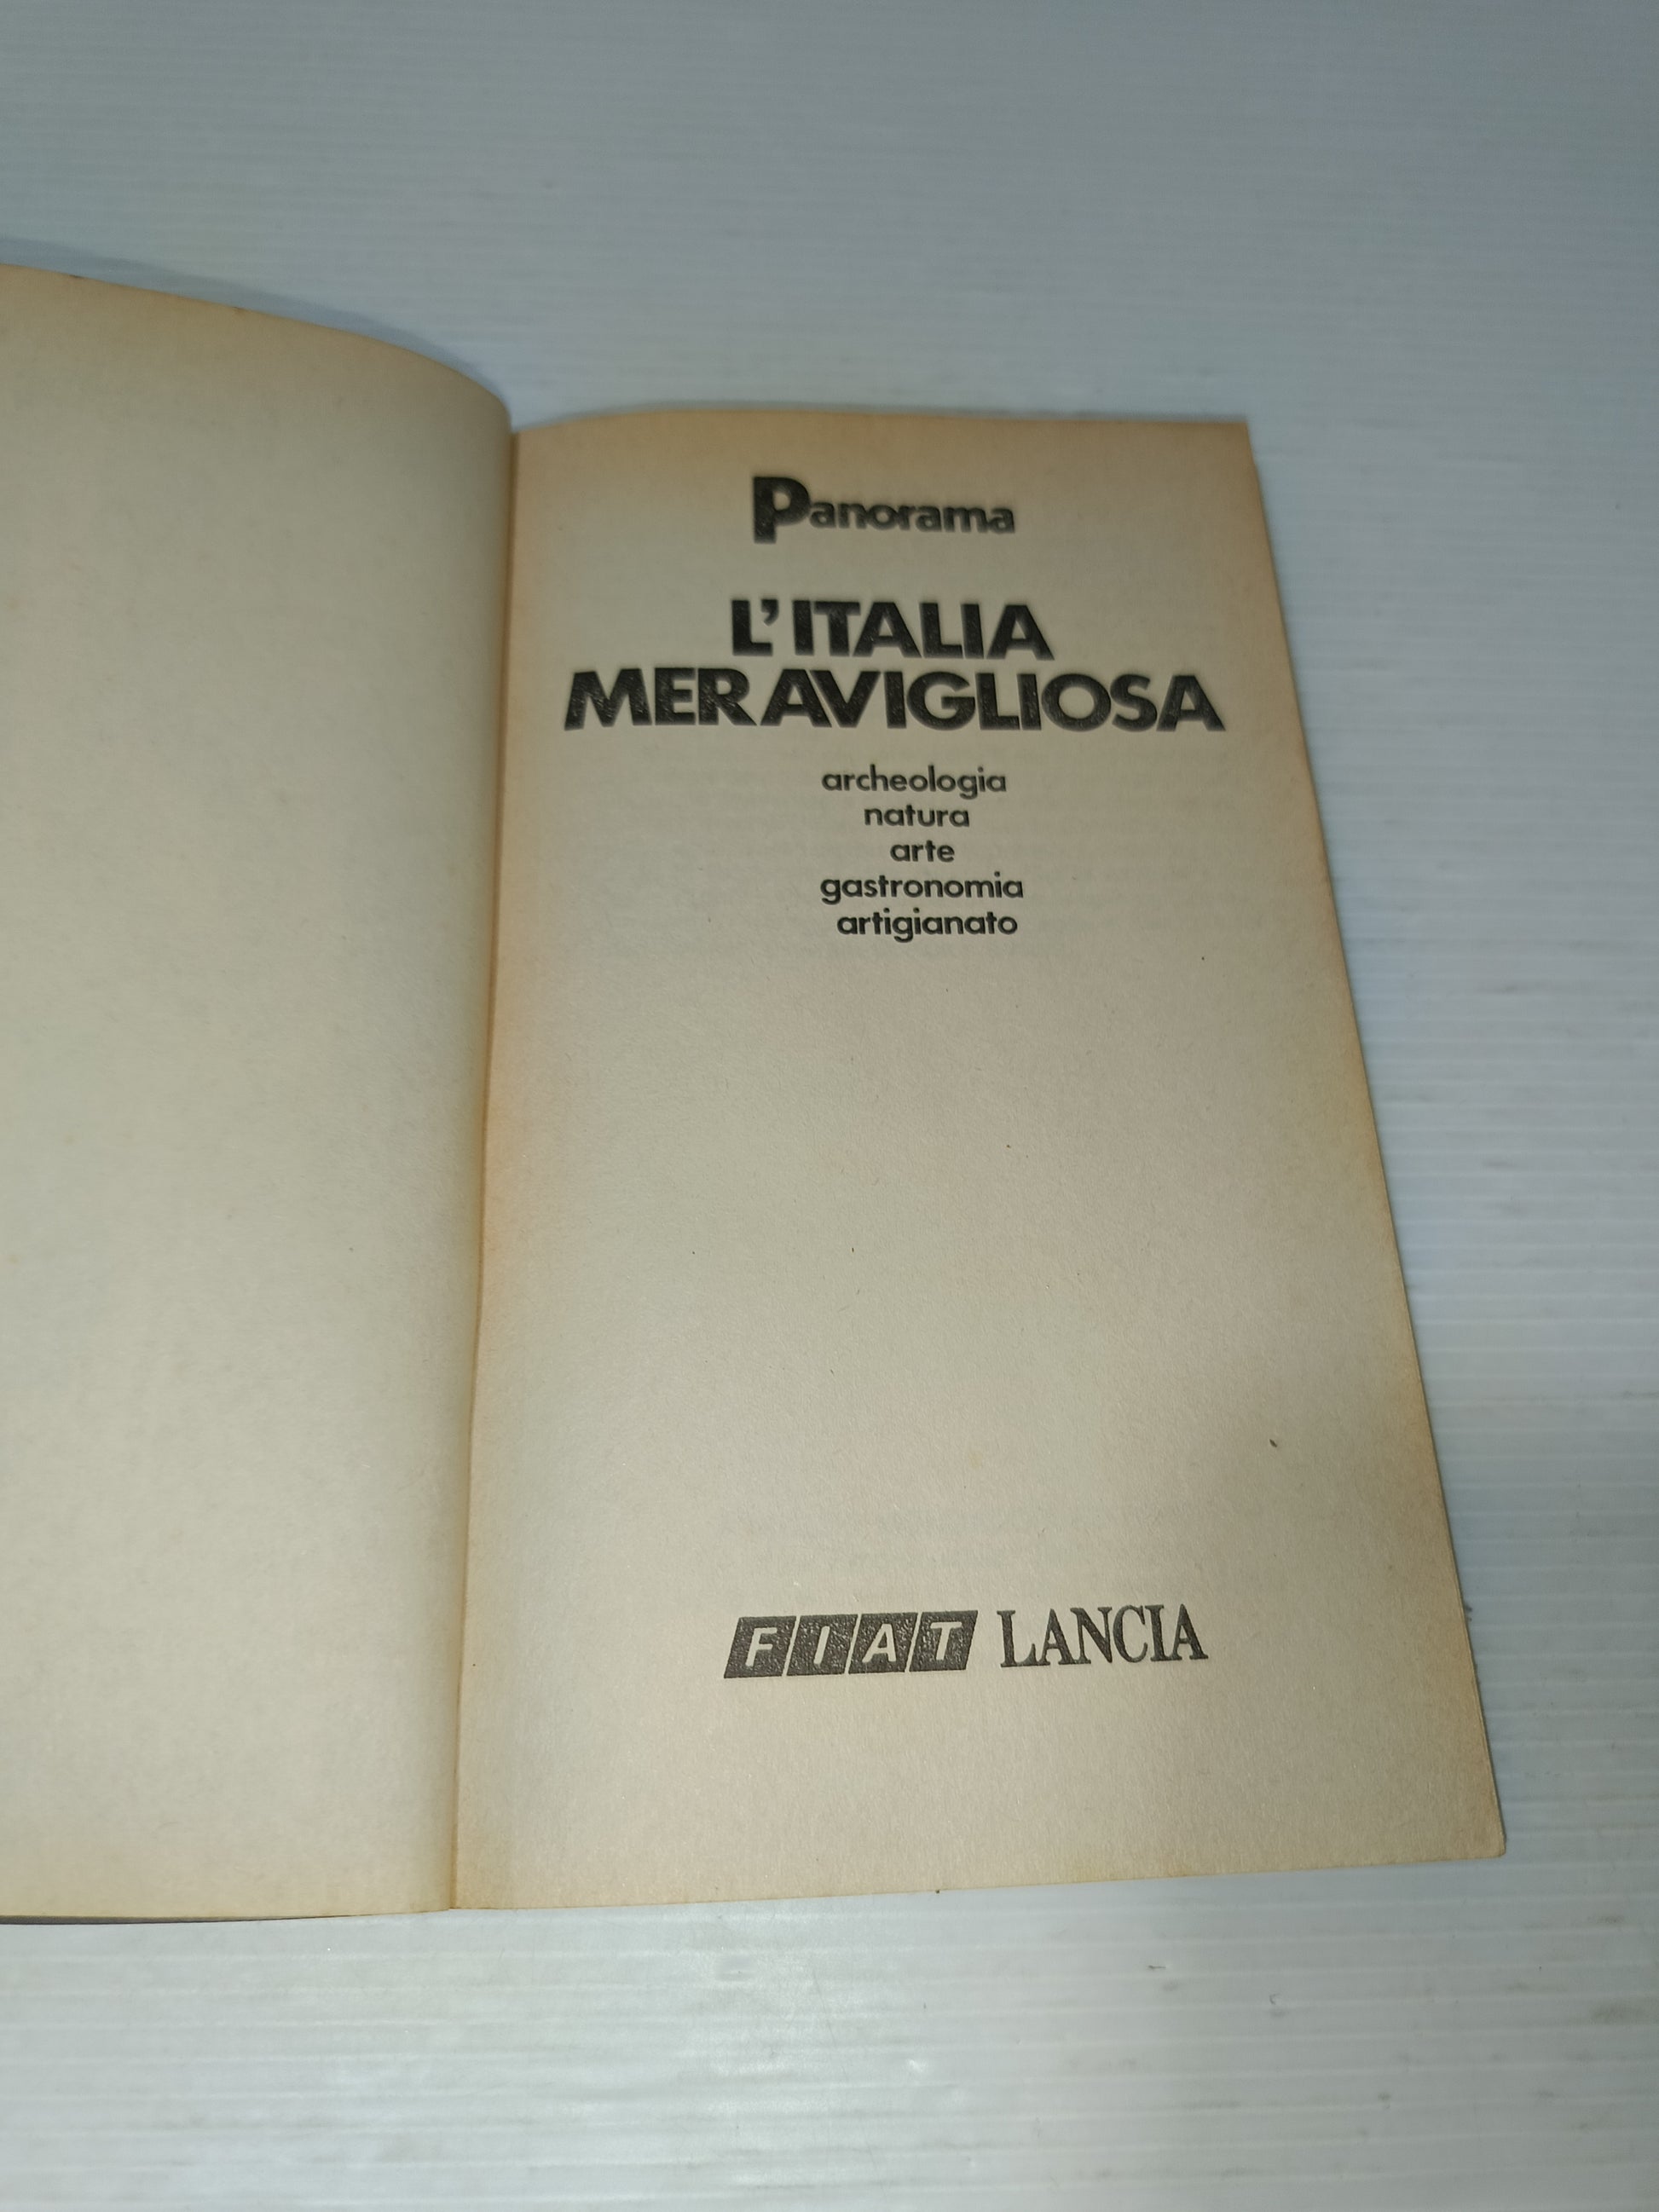 Panorama
L'ITALIA
MERAVIGLIOSA
archeologia
natura
arte
gastronomia
artigianato
FIAT LANCIA